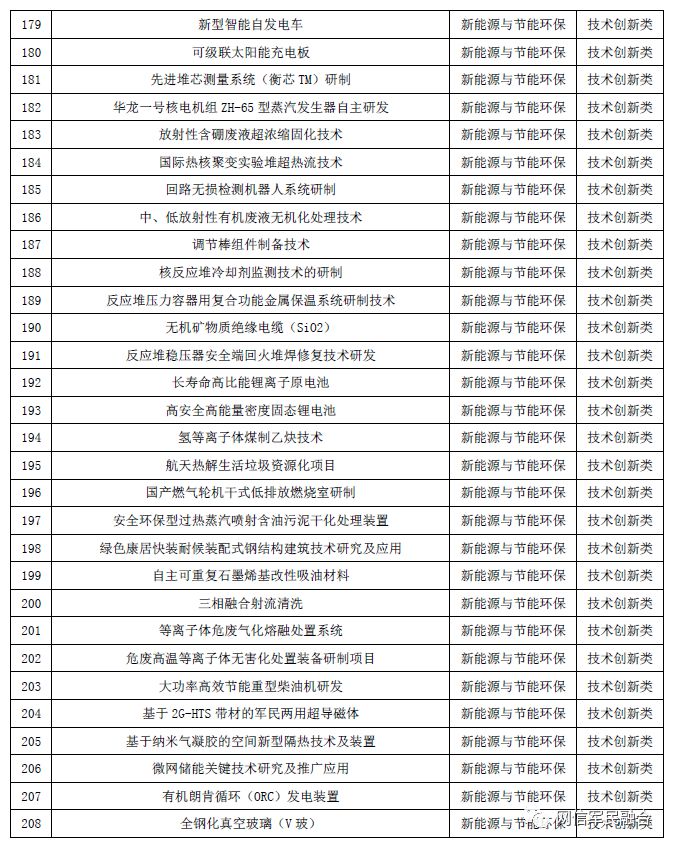 179 新型智能自发电车 新能源与节能环保 技术创新类
180 可级联太阳能充电板 新能源与节能环保 技术创新类
181 先进堆芯测量系统（衡芯TM）研制 新能源与节能环保 技术创新类
182 华龙一号核电机组ZH-65型蒸汽发生器自主研发 新能源与节能环保 技术创新类
183 放射性含硼废液超浓缩固化技术 新能源与节能环保 技术创新类
184 国际热核聚变实验堆超热流技术 新能源与节能环保 技术创新类
185 回路无损检测机器人系统研制 新能源与节能环保 技术创新类
186 中、低放射性有机废液无机化处理技术 新能源与节能环保 技术创新类
187 调节棒组件制备技术 新能源与节能环保 技术创新类
188 核反应堆冷却剂监测技术的研制 新能源与节能环保 技术创新类
189 反应堆压力容器用复合功能金属保温系统研制技术 新能源与节能环保 技术创新类
190 无机矿物质绝缘电缆（SiO2） 新能源与节能环保 技术创新类
191 反应堆稳压器安全端回火堆焊修复技术研发 新能源与节能环保 技术创新类
192 长寿命高比能锂离子原电池 新能源与节能环保 技术创新类
193 高安全高能量密度固态锂电池 新能源与节能环保 技术创新类
194 氢等离子体煤制乙炔技术 新能源与节能环保 技术创新类
195 航天热解生活垃圾资源化项目 新能源与节能环保 技术创新类
196 国产燃气轮机干式低排放燃烧室研制 新能源与节能环保 技术创新类
197 安全环保型过热蒸汽喷射含油污泥干化处理装置 新能源与节能环保 技术创新类
198 绿色康居快装耐候装配式钢结构建筑技术研究及应用 新能源与节能环保 技术创新类
199 自主可重复石墨烯基改性吸油材料 新能源与节能环保 技术创新类
200 三相融合射流清洗 新能源与节能环保 技术创新类
201 等离子体危废气化熔融处置系统 新能源与节能环保 技术创新类
202 危废高温等离子体无害化处置装备研制项目 新能源与节能环保 技术创新类
203 大功率高效节能重型柴油机研发 新能源与节能环保 技术创新类
204 基于2G-HTS带材的军民两用超导磁体 新能源与节能环保 技术创新类
205 基于纳米气凝胶的空间新型隔热技术及装置 新能源与节能环保 技术创新类
206 微网储能关键技术研究及推广应用 新能源与节能环保 技术创新类
207 有机朗肯循环（ORC）发电装置 新能源与节能环保 技术创新类
208 全钢化真空玻璃（V玻） 新能源与节能环保 技术创新类
网信军民融合